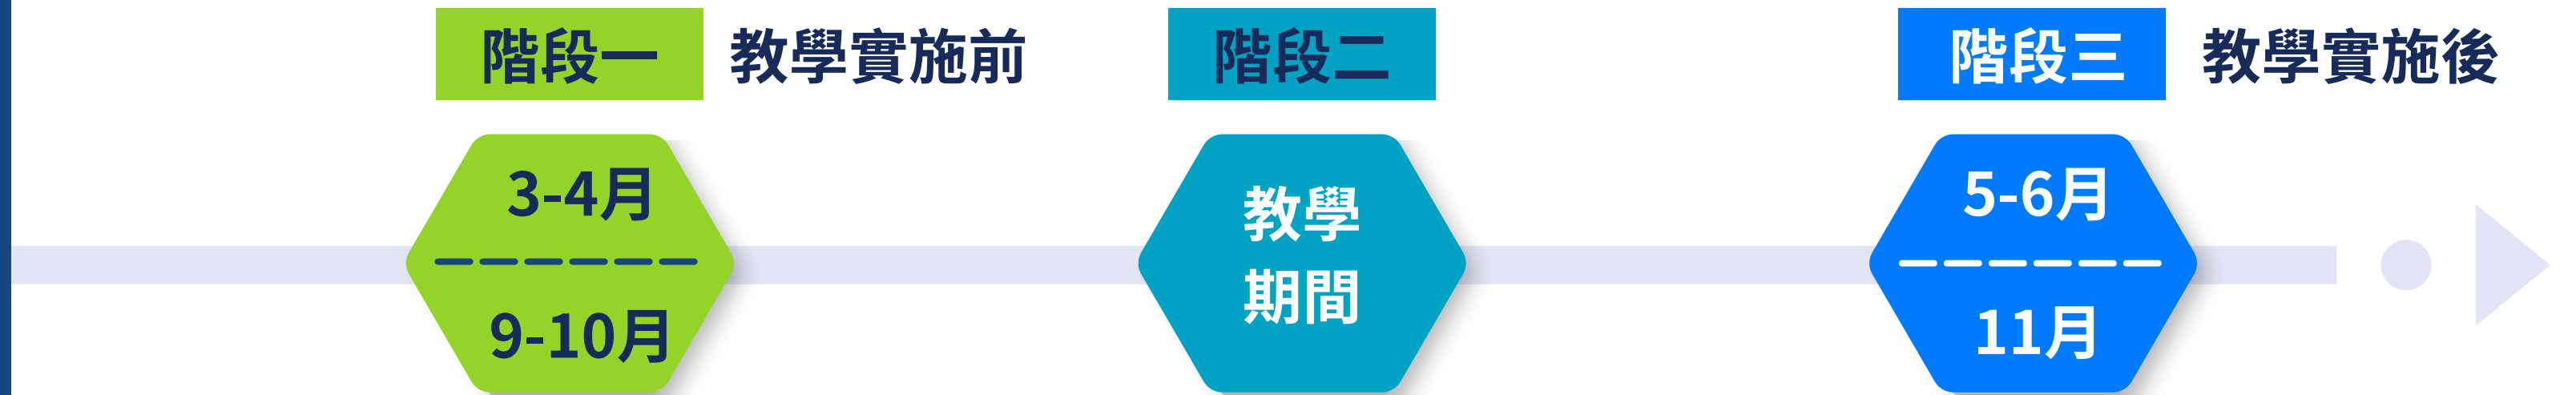 階段一 教學實施前
3-4月
9-10月
階段二
教學
期間
階段三 教學實施後
5-6月
11月